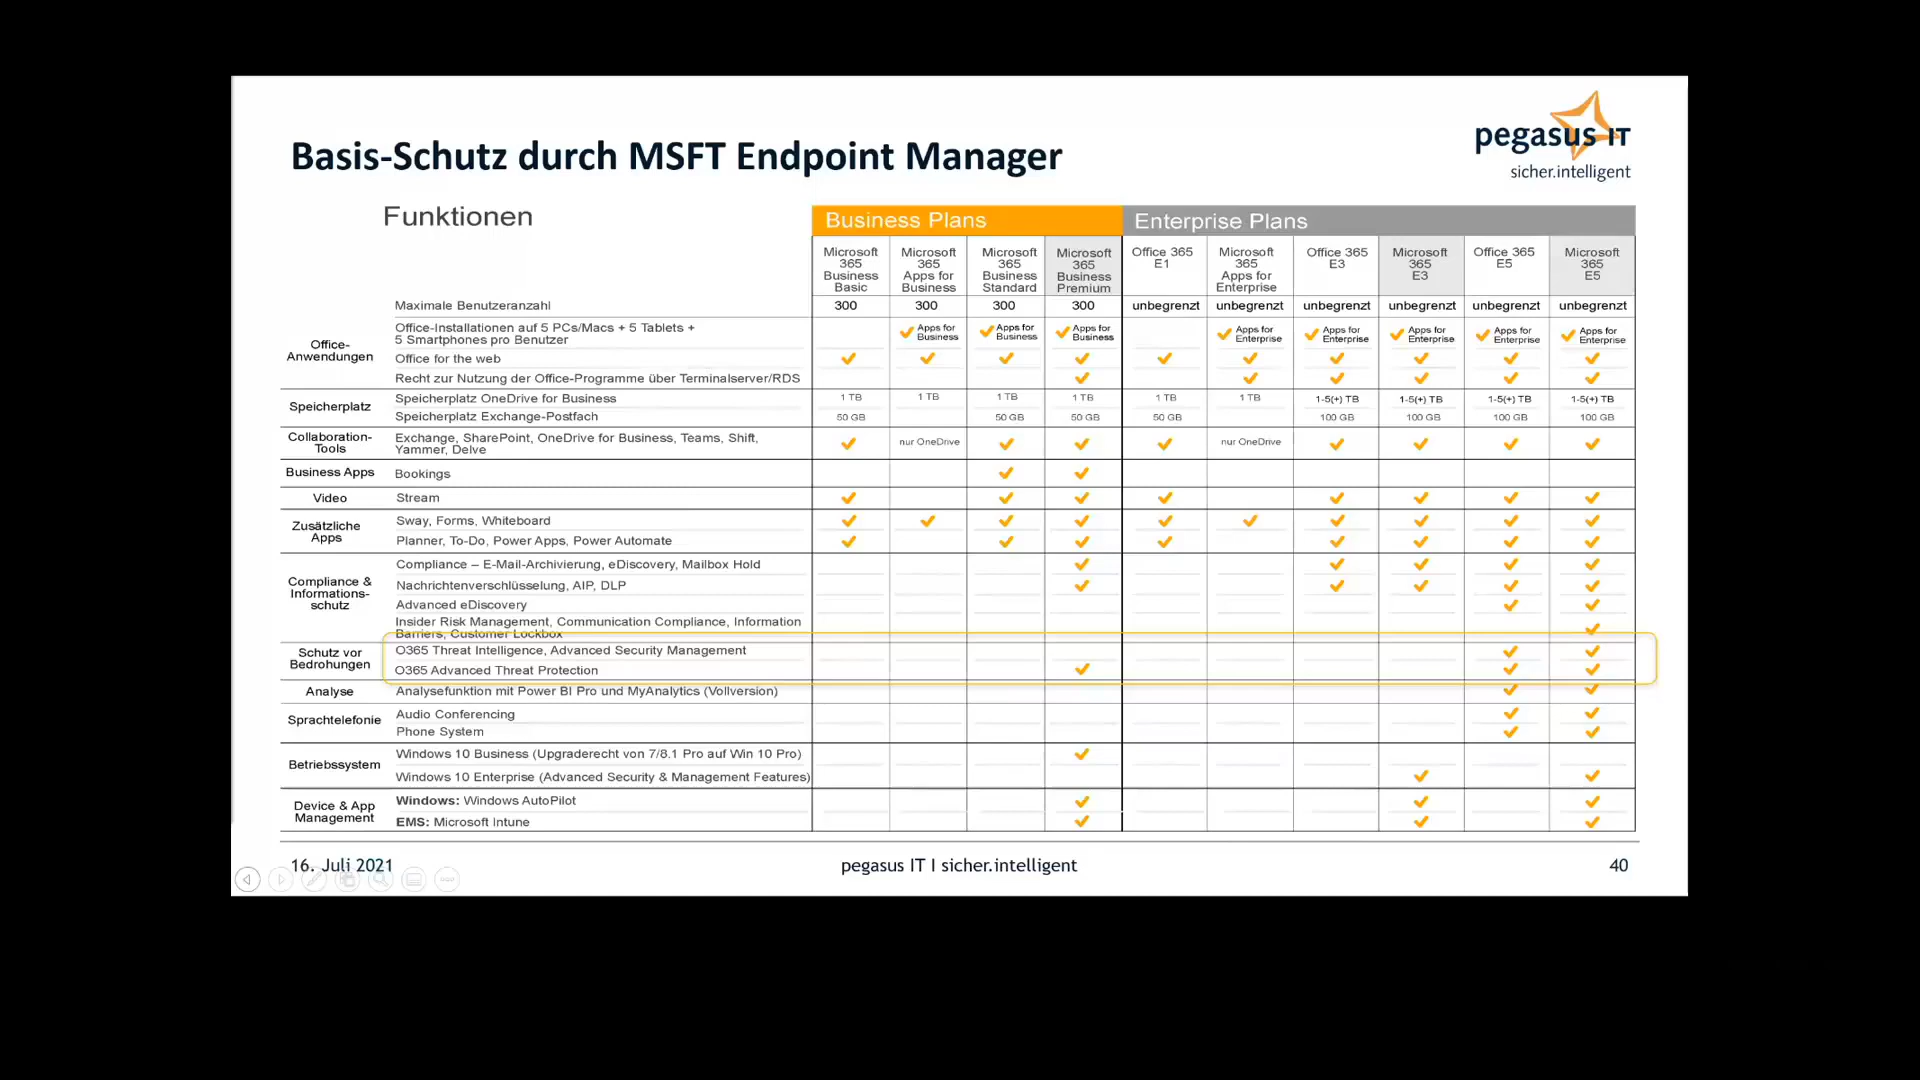 pegasus IT
sicher.intelligent
Basis-Schutz durch MSFT Endpoint Manager
Funktionen
Business Plans
Enterprise Plans
Microsoft 365 Business Basic
Microsoft 365 Apps for Business
Microsoft 365 Business Standard
Microsoft 365 Business Premium
Office 365 E1
Microsoft 365 Apps for Enterprise
Office 365 E3
Microsoft 365 E3
Office 365 E5
Microsoft 365 E5
Maximale Benutzeranzahl 300 300 300 300 unbegrenzt unbegrenzt unbegrenzt unbegrenzt unbegrenzt unbegrenzt
Office-Anwendungen
Office-Installationen auf 5 PCs/Macs + 5 Tablets +
5 Smartphones pro Benutzer
Apps for Business Apps for Business Apps for Business Apps for Enterprise Apps for Enterprise Apps for Enterprise Apps for Enterprise Apps for Enterprise
Office for the web
Recht zur Nutzung der Office-Programme über Terminalserver/RDS
Speicherplatz
Speicherplatz OneDrive for Business 1 TB 1 TB 1 TB 1 TB 1 TB 1 TB 1-5(+) TB 1-5(+) TB 1-5(+) TB 1-5(+) TB
Speicherplatz Exchange-Postfach 50 GB 50 GB 50 GB 50 GB 100 GB 100 GB 100 GB 100 GB
Collaboration-Tools
Exchange, SharePoint, OneDrive for Business, Teams, Shift,
Yammer, Delve
nur OneDrive nur OneDrive
Business Apps Bookings
Video Stream
Zusätzliche Apps
Sway, Forms, Whiteboard
Planner, To-Do, Power Apps, Power Automate
Compliance & Informations-schutz
Compliance – E-Mail-Archivierung, eDiscovery, Mailbox Hold
Nachrichtenverschlüsselung, AIP, DLP
Advanced eDiscovery
Insider Risk Management, Communication Compliance, Information
Barriers, Customer Lockbox
Schutz vor Bedrohungen
O365 Threat Intelligence, Advanced Security Management
O365 Advanced Threat Protection
Analyse Analysefunktion mit Power BI Pro und MyAnalytics (Vollversion)
Sprachtelefonie
Audio Conferencing
Phone System
Betriebssystem
Windows 10 Business (Upgraderecht von 7/8.1 Pro auf Win 10 Pro)
Windows 10 Enterprise (Advanced Security & Management Features)
Device & App Management
Windows: Windows AutoPilot
EMS: Microsoft Intune
16. Juli 2021
pegasus IT I sicher.intelligent
40